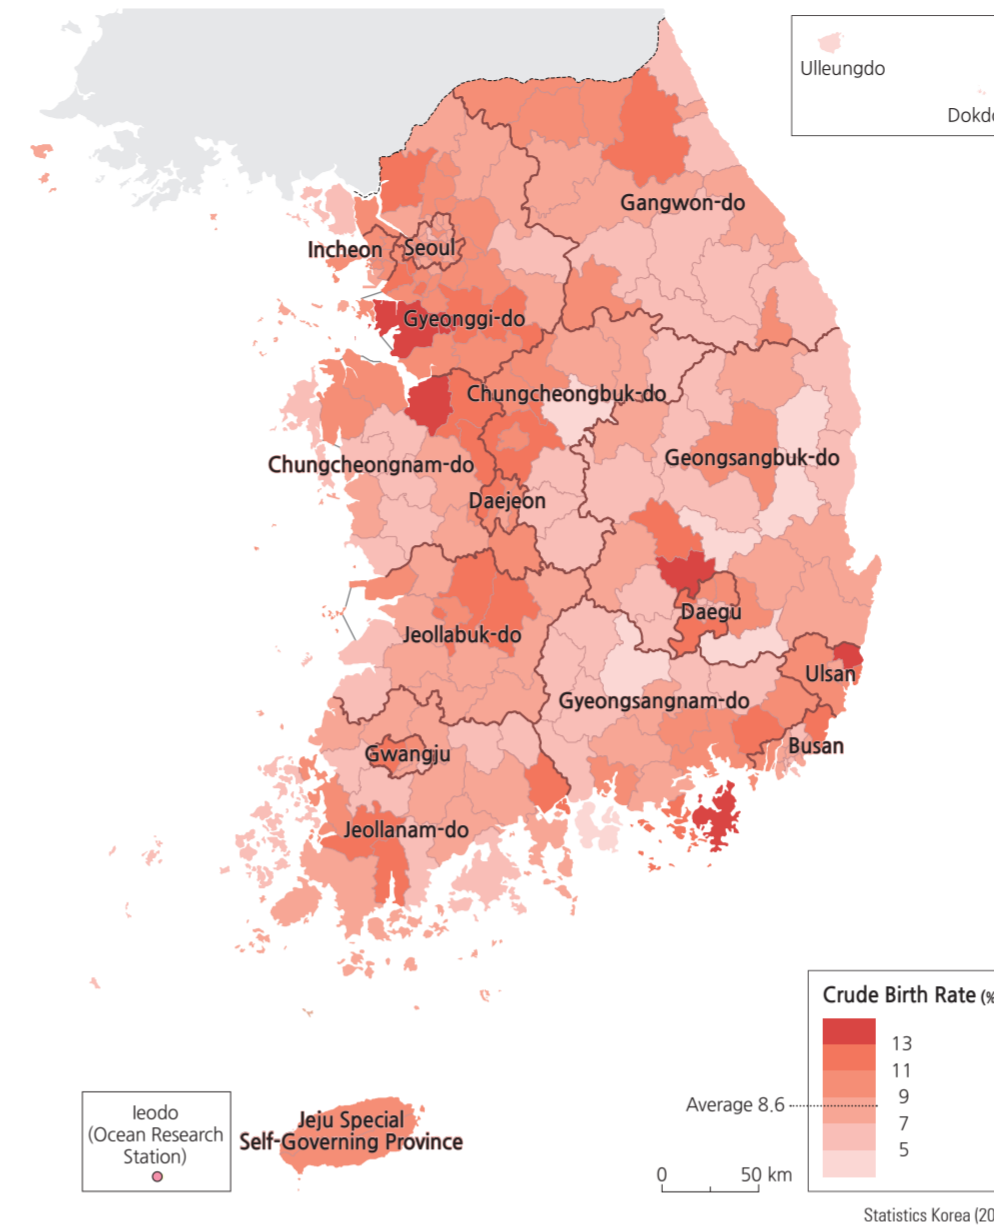 Ulleungdo
Dokdo
Gangwon-do
Incheon
Seoul
Gyeonggi-do
Chungcheongbuk-do
Geongsangbuk-do
Chungcheongnam-do
Daejeon
Daegu
Jeollabuk-do
Ulsan
Gyeongsangnam-do
Busan
Gwangju
Jeollanam-do
Crude Birth Rate (%
13
11
9
Average 8.6
7
5
Ieodo
(Ocean Research
Station)
Jeju Special
Self-Governing Province
0 50 km
Statistics Korea (20